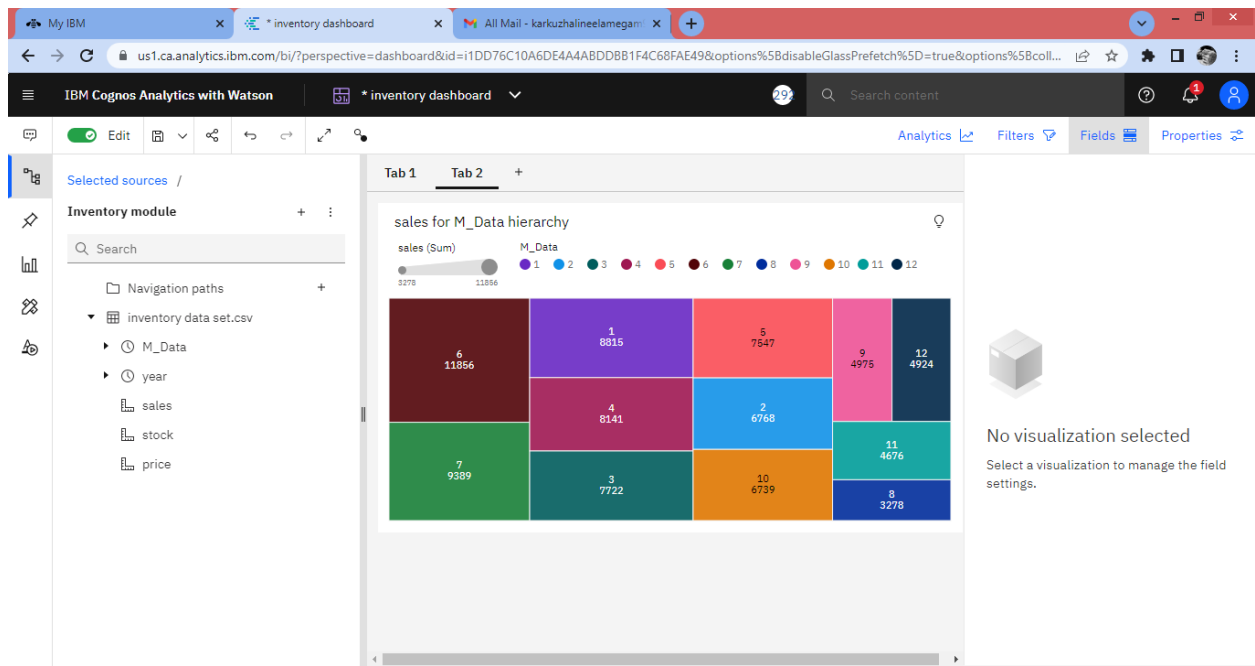 My IBM
* inventory dashboard
All Mail - karkuzhalineelamegam
us1.ca.analytics.ibm.com/bi/?perspective=dashboard&id=i1DD76C10A6DE4A4ABDDBB1F4C68FAE49&options%5BdisableGlassPrefetch%5D=true&options%5Bcoll...
IBM Cognos Analytics with Watson
* inventory dashboard
292
Search content
1
Edit
Analytics
Filters
Fields
Properties
Selected sources /
Inventory module
Search
Navigation paths
inventory data set.csv
M_Data
year
sales
stock
price
Tab 1
Tab 2
sales for M_Data hierarchy
sales (Sum)
3278
11856
M_Data
1 2 3 4 5 6 7 8 9 10 11 12
6
11856
7
9389
1
8815
4
8141
3
7722
5
7547
2
6768
10
6739
9
4975
12
4924
11
4676
8
3278
No visualization selected
Select a visualization to manage the field
settings.